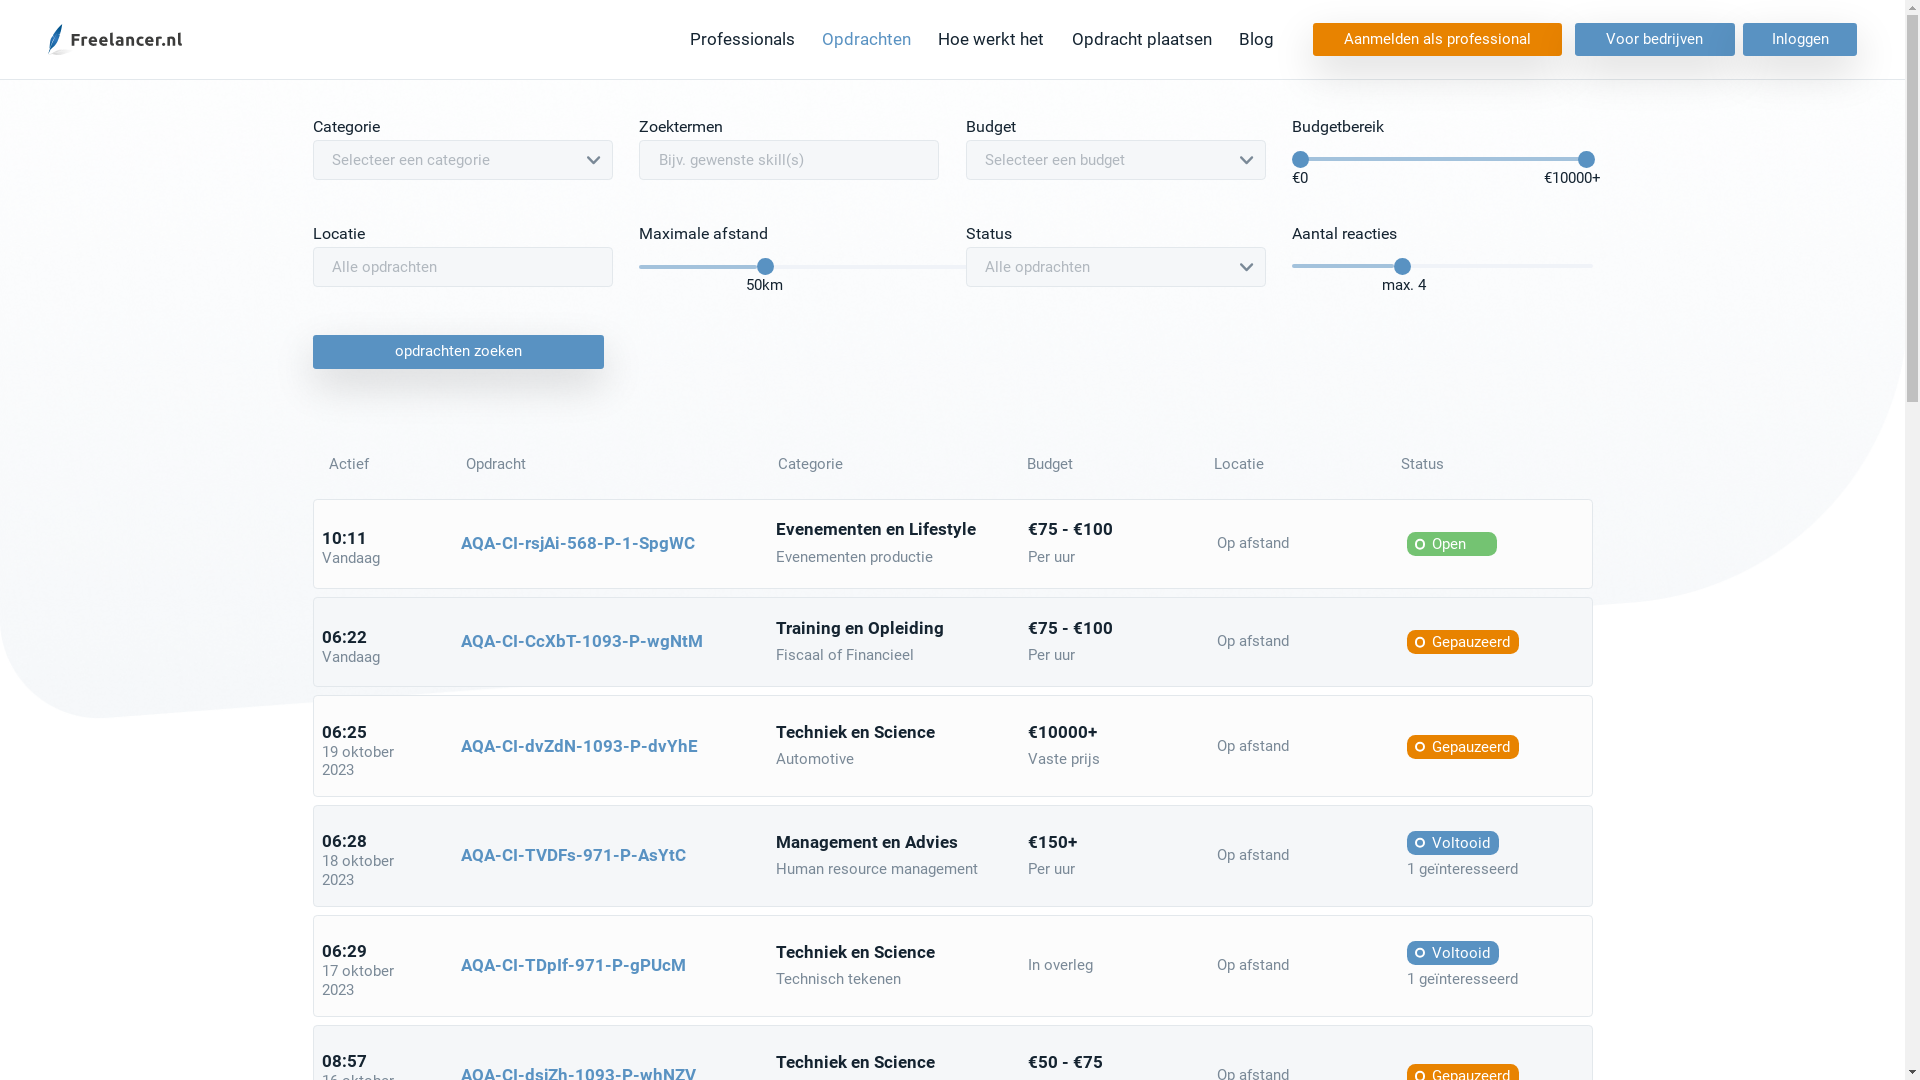 Freelancer.nl
Professionals Opdrachten Hoe werkt het Opdracht plaatsen Blog Aanmelden als professional Voor bedrijven Inloggen
Categorie Zoektermen Budget Budgetbereik
Selecteer een categorie Bijv. gewenste skill(s) Selecteer een budget
€0 €10000+
Locatie Maximale afstand Status Aantal reacties
Alle opdrachten Alle opdrachten
50km max. 4
opdrachten zoeken
Actief Opdracht Categorie Budget Locatie Status
10:11
Vandaag
AQA-CI-rsjAi-568-P-1-SpgWC
Evenementen en Lifestyle
Evenementen productie
€75 - €100
Per uur
Op afstand
Open
06:22
Vandaag
AQA-CI-CcXbT-1093-P-wgNtM
Training en Opleiding
Fiscaal of Financieel
€75 - €100
Per uur
Op afstand
Gepauzeerd
06:25
19 oktober
2023
AQA-CI-dvZdN-1093-P-dvYhE
Techniek en Science
Automotive
€10000+
Vaste prijs
Op afstand
Gepauzeerd
06:28
18 oktober
2023
AQA-CI-TVDFs-971-P-AsYtC
Management en Advies
Human resource management
€150+
Per uur
Op afstand
Voltooid
1 geïnteresseerd
06:29
17 oktober
2023
AQA-CI-TDpIf-971-P-gPUcM
Techniek en Science
Technisch tekenen
In overleg
Op afstand
Voltooid
1 geïnteresseerd
08:57
16 oktober
AQA-CI-dsjZh-1093-P-whNZV
Techniek en Science
€50 - €75
Op afstand
Gepauzeerd